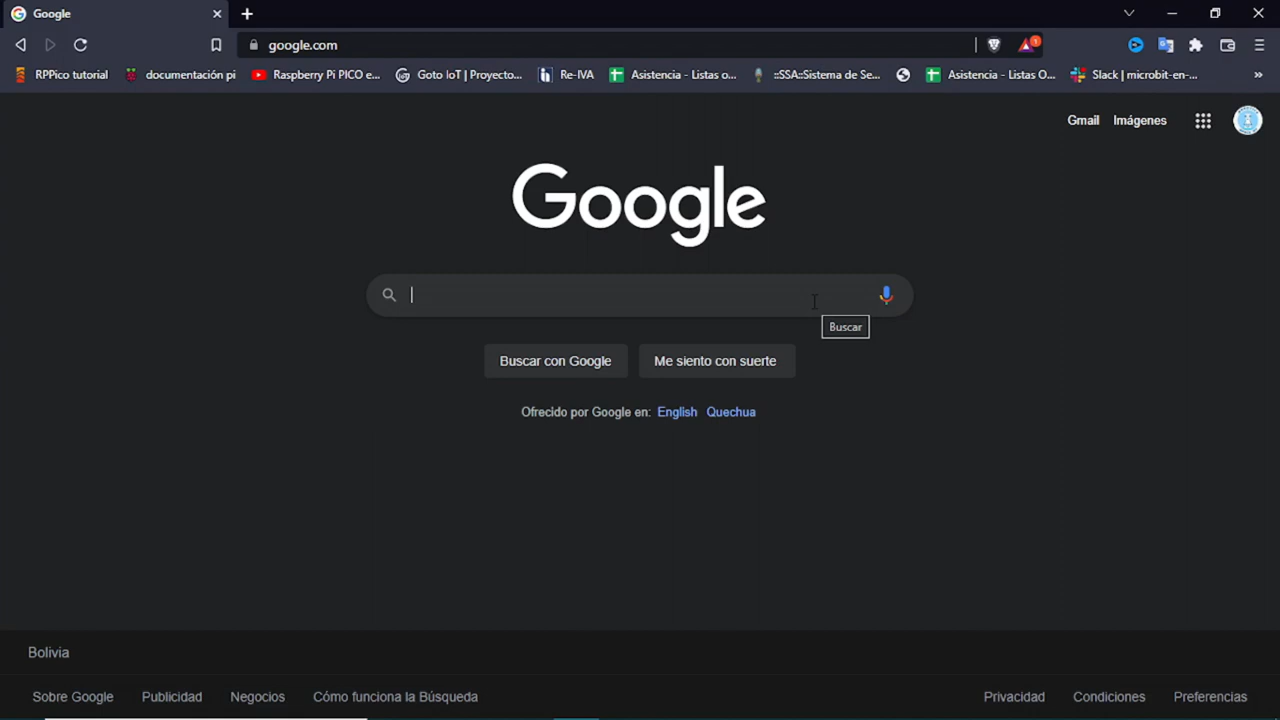 Google
google.com
1
RPPico tutorial documentación pi Raspberry Pi PICO e... Goto IoT | Proyecto... Re-IVA Asistencia - Listas o... ::SSA::Sistema de Se... Asistencia - Listas O... Slack | microbit-en-... »
Gmail Imágenes
Google
Buscar
Buscar con Google Me siento con suerte
Ofrecido por Google en: English Quechua
Bolivia
Sobre Google Publicidad Negocios Cómo funciona la Búsqueda Privacidad Condiciones Preferencias